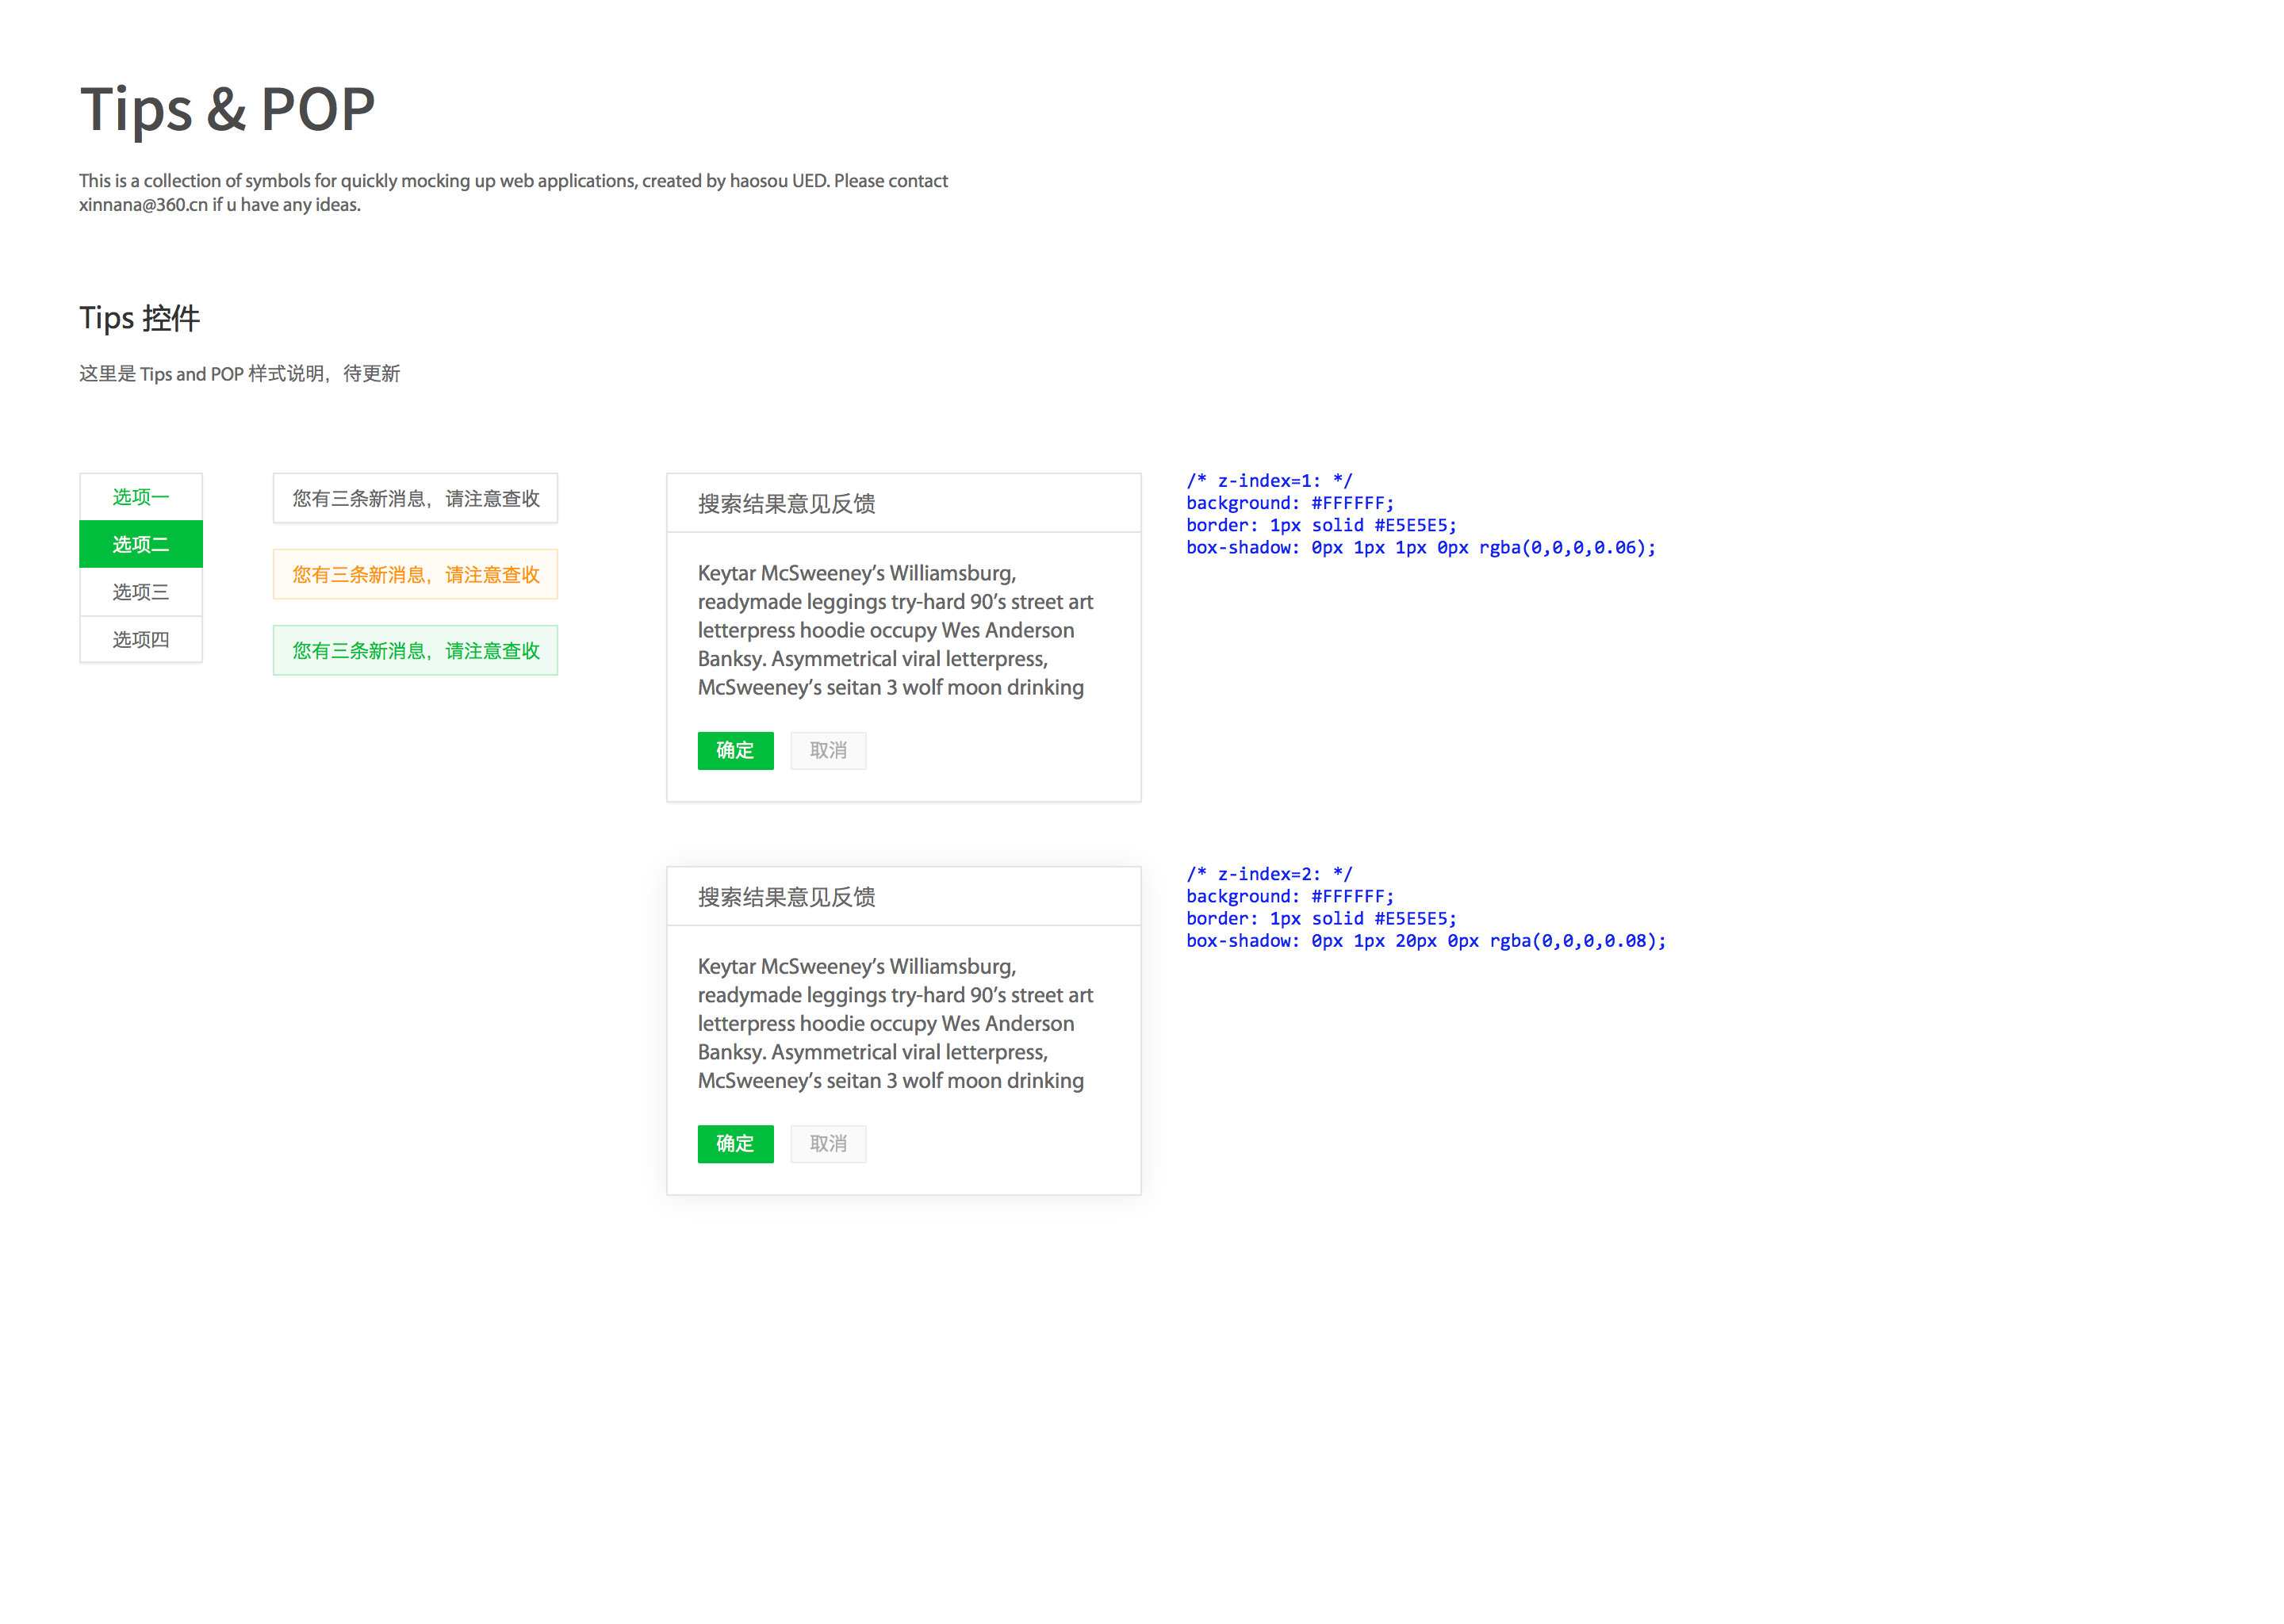 Tips & POP
This is a collection of symbols for quickly mocking up web applications, created by haosou UED. Please contact
xinnana@360.cn if u have any ideas.
Tips 控件
这里是 Tips and POP 样式说明，待更新
选项一
选项二
选项三
选项四
您有三条新消息，请注意查收
您有三条新消息，请注意查收
您有三条新消息，请注意查收
搜索结果意见反馈
Keytar McSweeney’s Williamsburg,
readymade leggings try-hard 90’s street art
letterpress hoodie occupy Wes Anderson
Banksy. Asymmetrical viral letterpress,
McSweeney’s seitan 3 wolf moon drinking
确定 取消
/* z-index=1: */
background: #FFFFFF;
border: 1px solid #E5E5E5;
box-shadow: 0px 1px 1px 0px rgba(0,0,0,0.06);
搜索结果意见反馈
Keytar McSweeney’s Williamsburg,
readymade leggings try-hard 90’s street art
letterpress hoodie occupy Wes Anderson
Banksy. Asymmetrical viral letterpress,
McSweeney’s seitan 3 wolf moon drinking
确定 取消
/* z-index=2: */
background: #FFFFFF;
border: 1px solid #E5E5E5;
box-shadow: 0px 1px 20px 0px rgba(0,0,0,0.08);